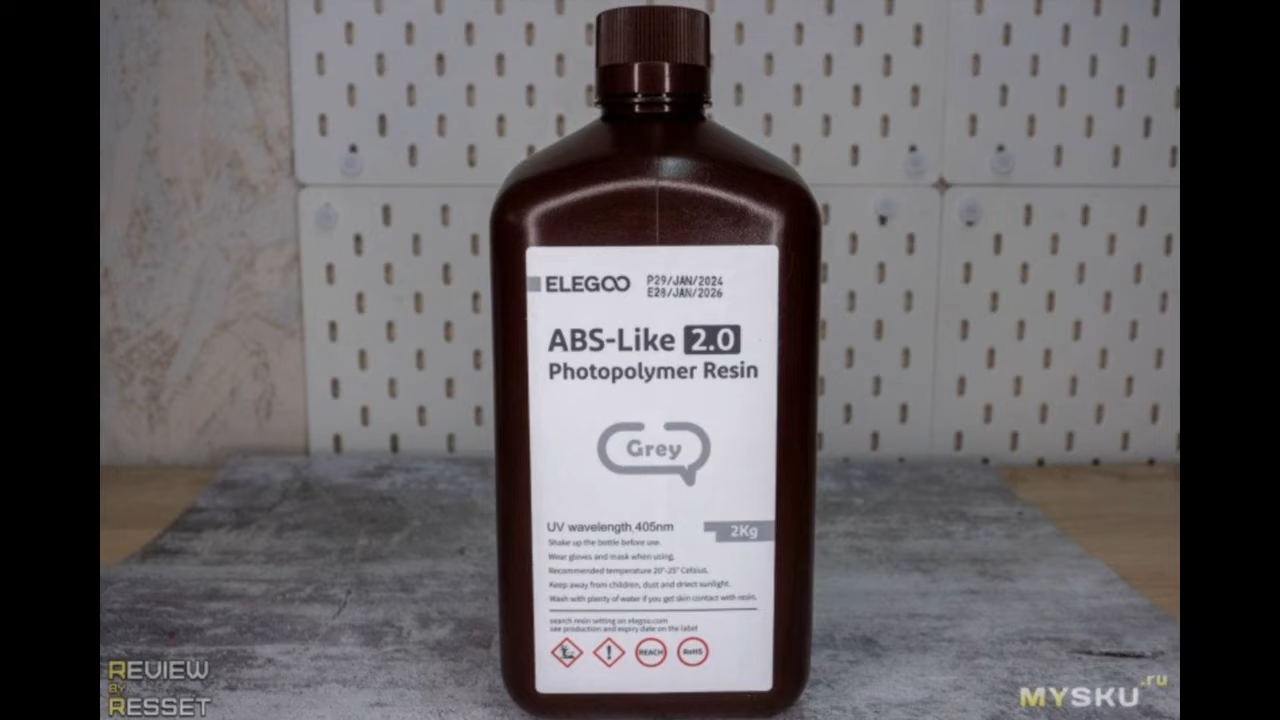 ELEGOO
P29/JAN/2024
E28/JAN/2026
ABS-Like 2.0
Photopolymer Resin
Grey
UV wavelength 405nm
2Kg
Shake up the bottle before use.
Wear gloves and mask when using.
Recommended temperature 20°-25° Celsius.
Keep away from children, dust and driect sunlight.
Wash with plenty of water if you get skin contact with resin.
search resin setting on elegoo.com
see production and expiry date on the label
REACH
RoHS
REVIEW
BY
RESSET
MYSKU.ru